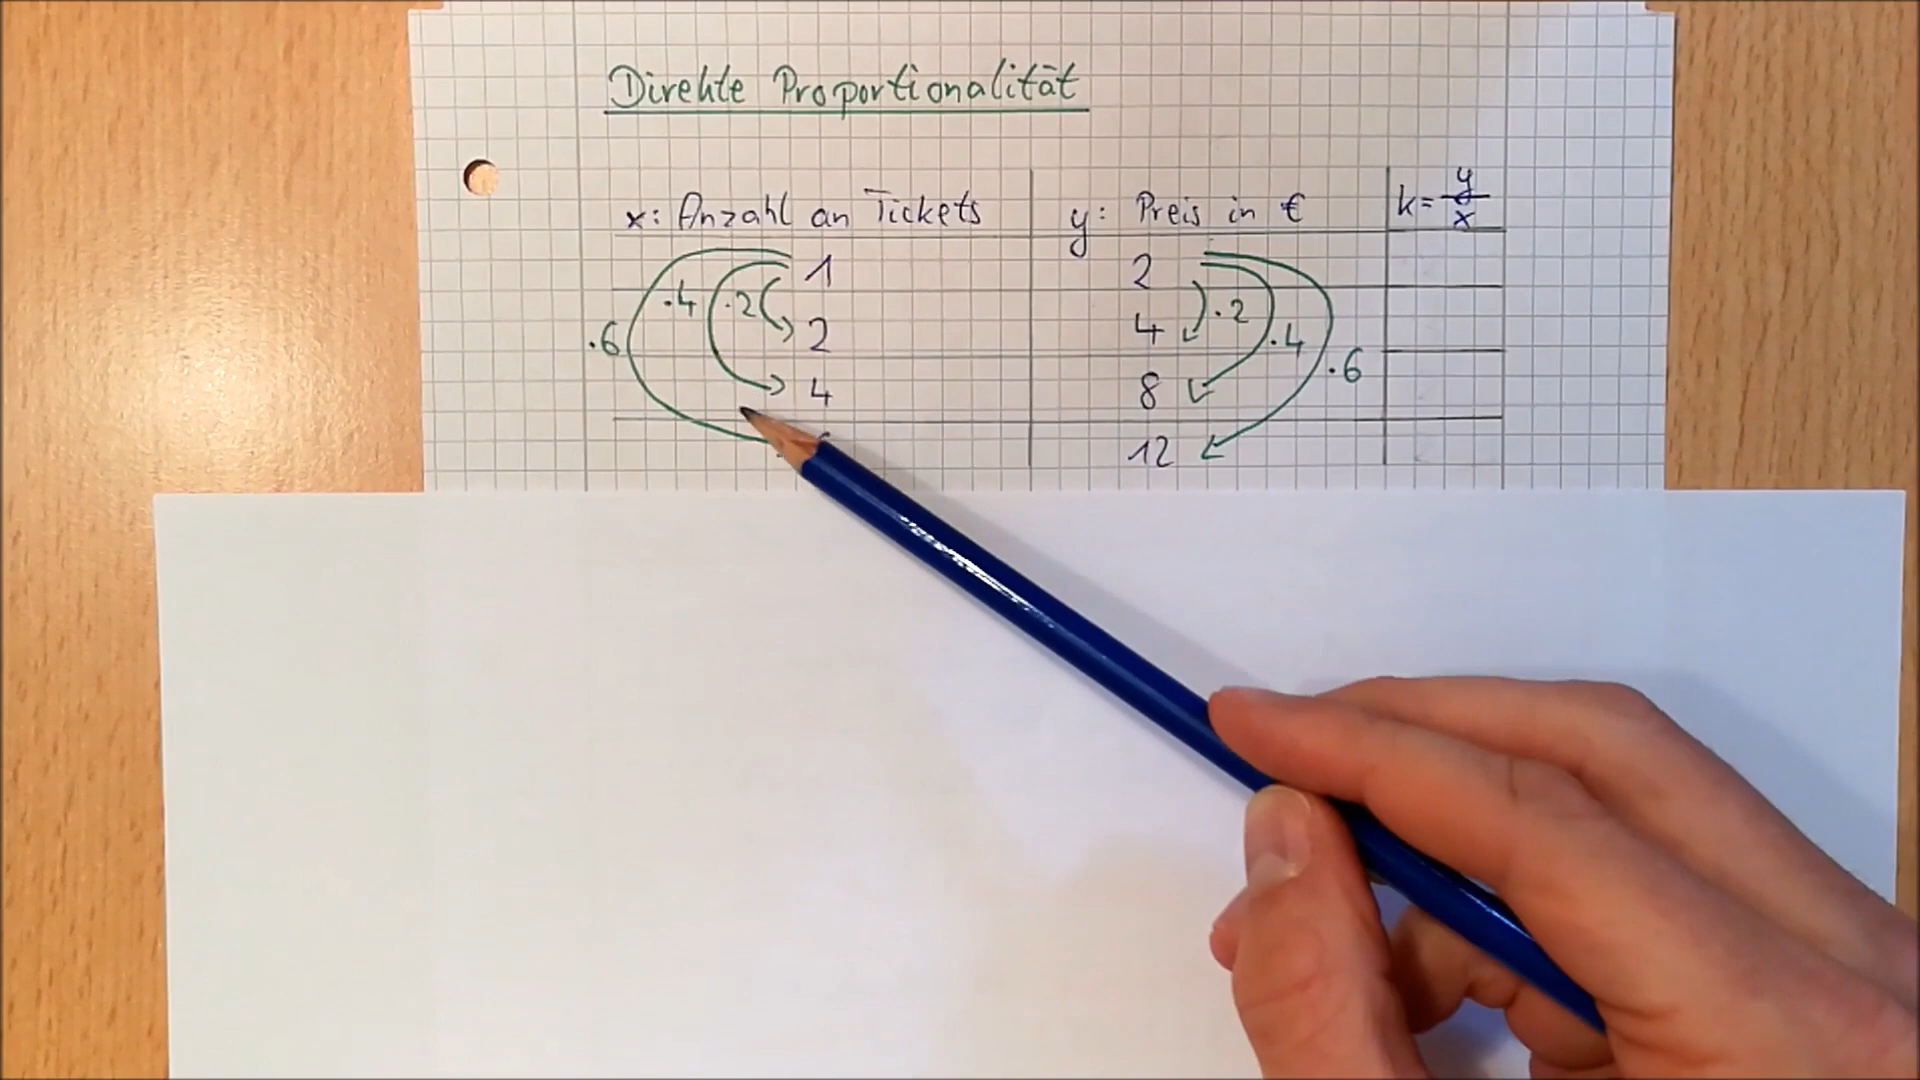 Direkte Proportionalität
x: Anzahl an Tickets y: Preis in € k = y/x
1 2
·4 ·2 ·2
·6 2 4 ·4
·6
4 8
12